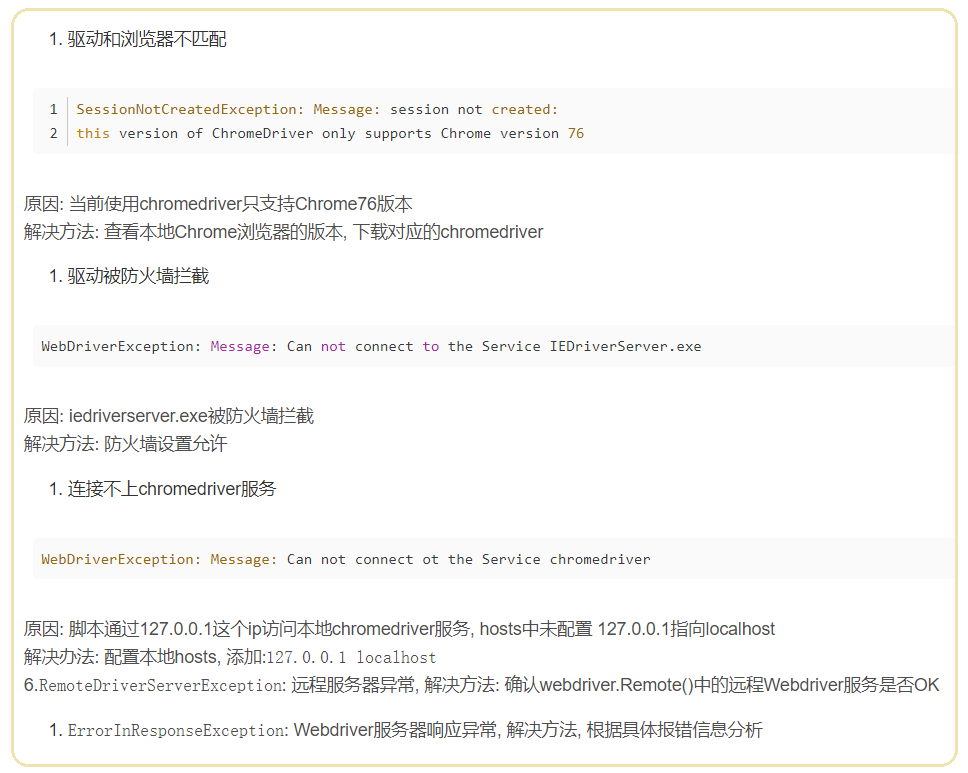 1. 驱动和浏览器不匹配
1 SessionNotCreatedException: Message: session not created:
2 this version of ChromeDriver only supports Chrome version 76
原因: 当前使用chromedriver只支持Chrome76版本
解决方法: 查看本地Chrome浏览器的版本, 下载对应的chromedriver
1. 驱动被防火墙拦截
WebDriverException: Message: Can not connect to the Service IEDriverServer.exe
原因: iedriverserver.exe被防火墙拦截
解决方法: 防火墙设置允许
1. 连接不上chromedriver服务
WebDriverException: Message: Can not connect ot the Service chromedriver
原因: 脚本通过127.0.0.1这个ip访问本地chromedriver服务, hosts中未配置 127.0.0.1指向localhost
解决办法: 配置本地hosts, 添加:127.0.0.1 localhost
6.RemoteDriverServerException: 远程服务器异常, 解决方法: 确认webdriver.Remote()中的远程Webdriver服务是否OK
1. ErrorInResponseException: Webdriver服务器响应异常, 解决方法, 根据具体报错信息分析